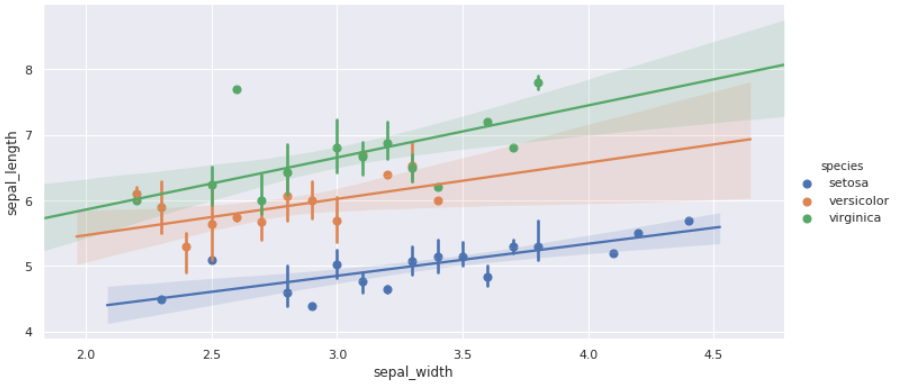 8
7
6
5
4
sepal_length
2.0 2.5 3.0 3.5 4.0 4.5
sepal_width
species
setosa
versicolor
virginica